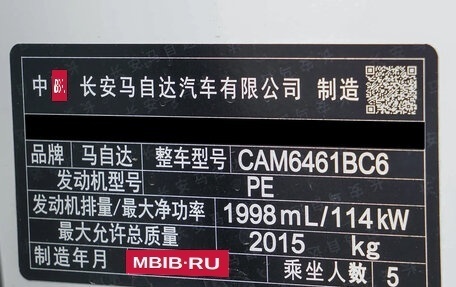 中 长安马自达汽车有限公司 制造
品牌 马自达 整车型号 CAM6461BC6
发动机型号 PE
发动机排量/最大净功率 1998mL/114kW
最大允许总质量 2015 kg
制造年月 MBIB·RU 乘坐人数 5